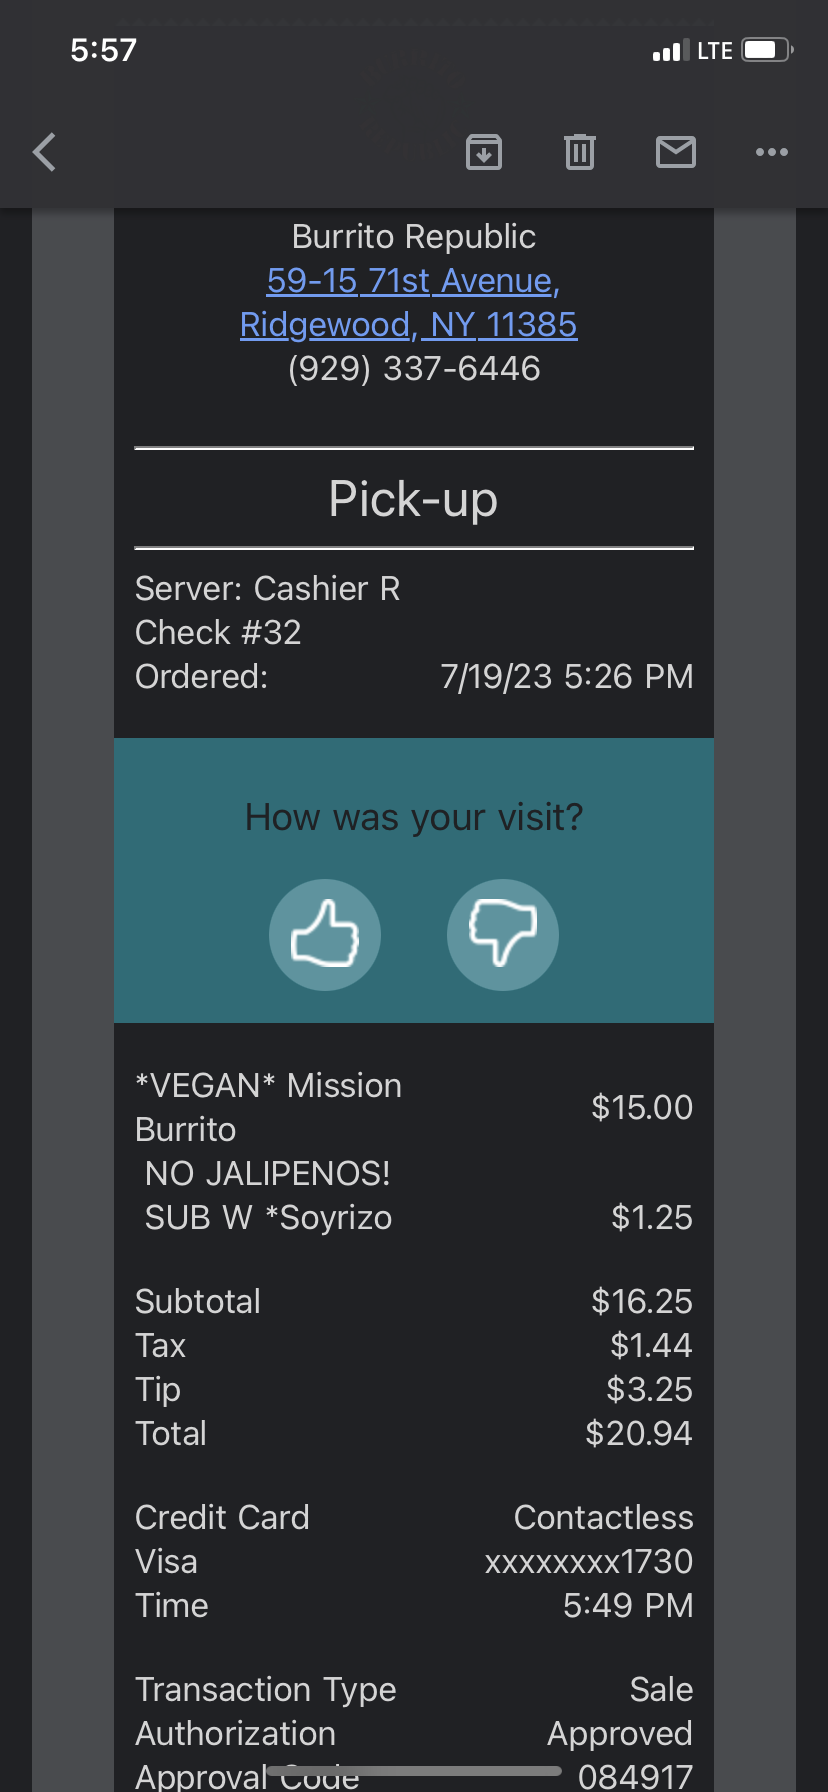 5:57
LTE
Burrito Republic
59-15 71st Avenue,
Ridgewood, NY 11385
(929) 337-6446
Pick-up
Server: Cashier R
Check #32
Ordered: 7/19/23 5:26 PM
How was your visit?
*VEGAN* Mission
Burrito $15.00
NO JALIPENOS!
SUB W *Soyrizo $1.25
Subtotal $16.25
Tax $1.44
Tip $3.25
Total $20.94
Credit Card Contactless
Visa xxxxxxxx1730
Time 5:49 PM
Transaction Type Sale
Authorization Approved
Approval Code 084917